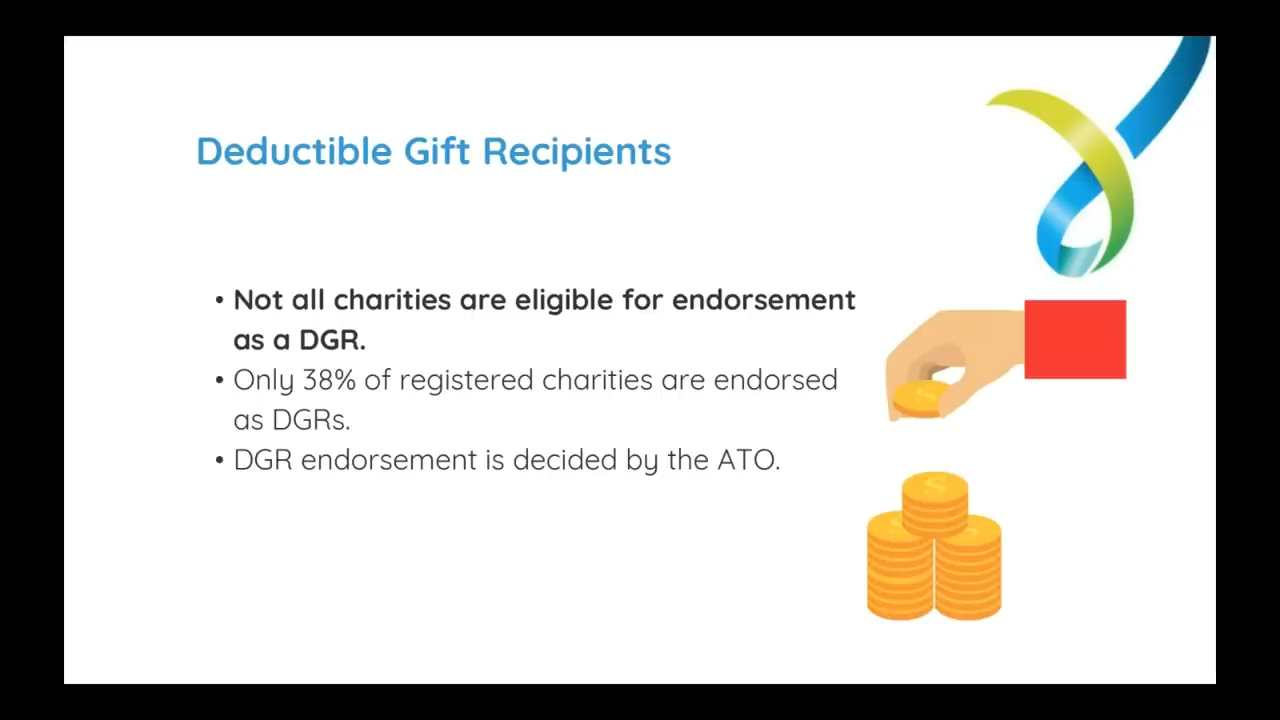 Deductible Gift Recipients
• Not all charities are eligible for endorsement
as a DGR.
• Only 38% of registered charities are endorsed
as DGRs.
• DGR endorsement is decided by the ATO.